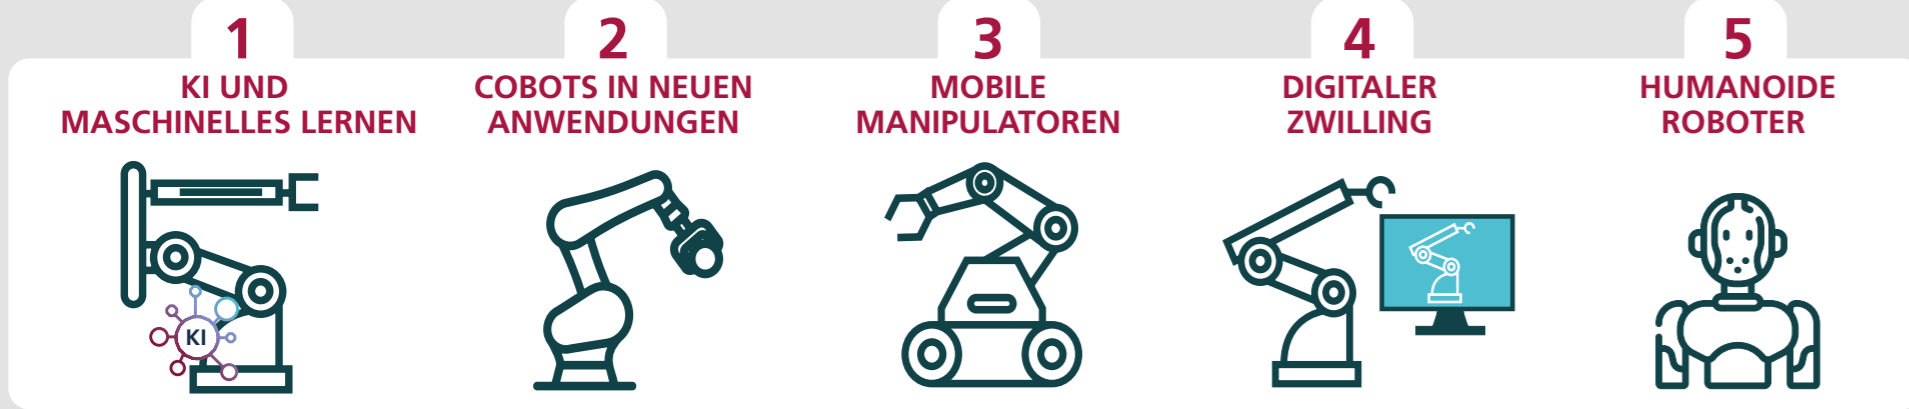 1
KI UND
MASCHINELLES LERNEN
KI
2
COBOTS IN NEUEN
ANWENDUNGEN
3
MOBILE
MANIPULATOREN
4
DIGITALER
ZWILLING
5
HUMANOIDE
ROBOTER